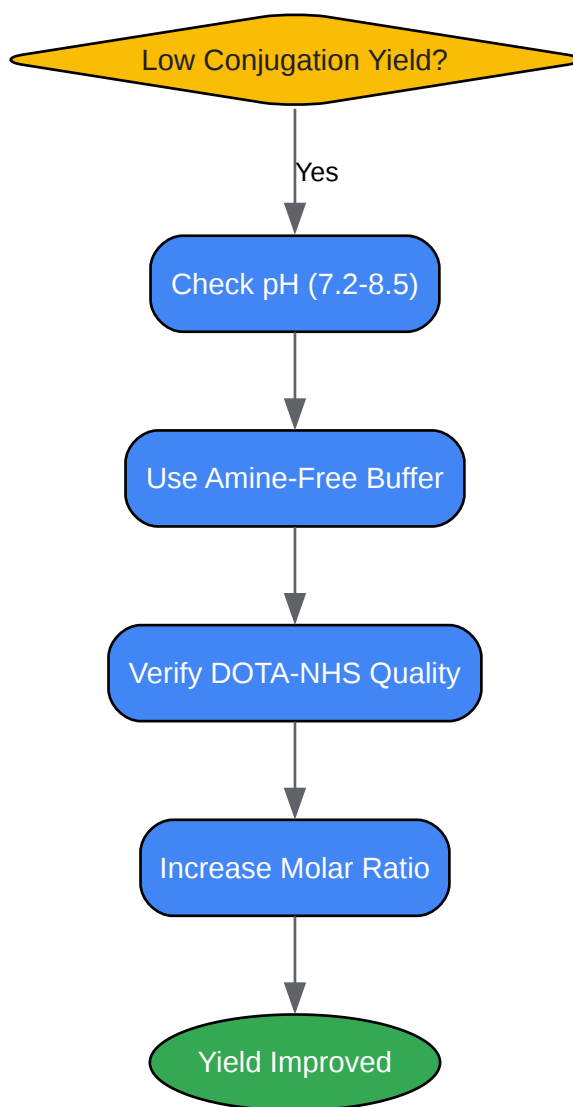 Low Conjugation Yield?
Yes
Check pH (7.2-8.5)
Use Amine-Free Buffer
Verify DOTA-NHS Quality
Increase Molar Ratio
Yield Improved